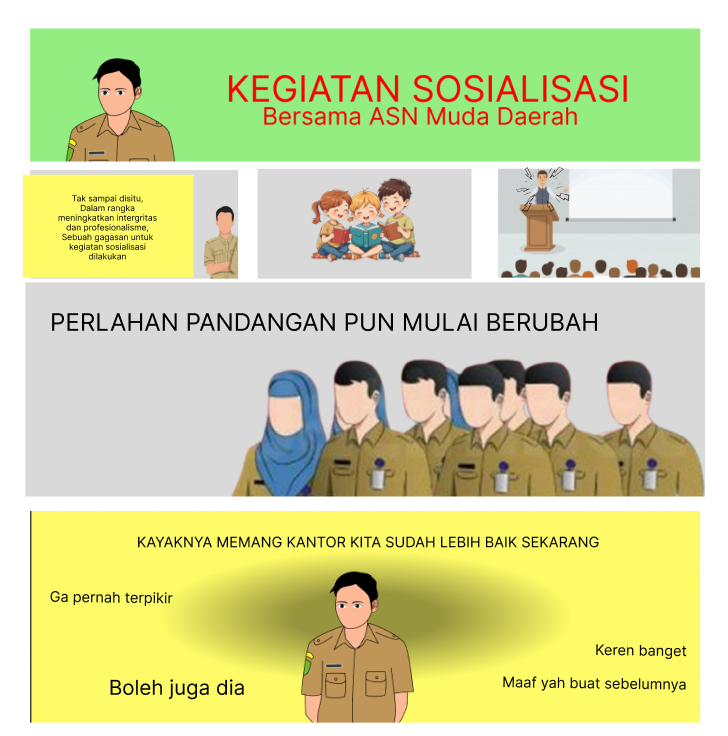 KEGIATAN SOSIALISASI
Bersama ASN Muda Daerah
Tak sampai disitu,
Dalam rangka
meningkatkan intergritas
dan profesionalisme,
Sebuah gagasan untuk
kegiatan sosialisasi
dilakukan
PERLAHAN PANDANGAN PUN MULAI BERUBAH
KAYAKNYA MEMANG KANTOR KITA SUDAH LEBIH BAIK SEKARANG
Ga pernah terpikir
Keren banget
Boleh juga dia
Maaf yah buat sebelumnya